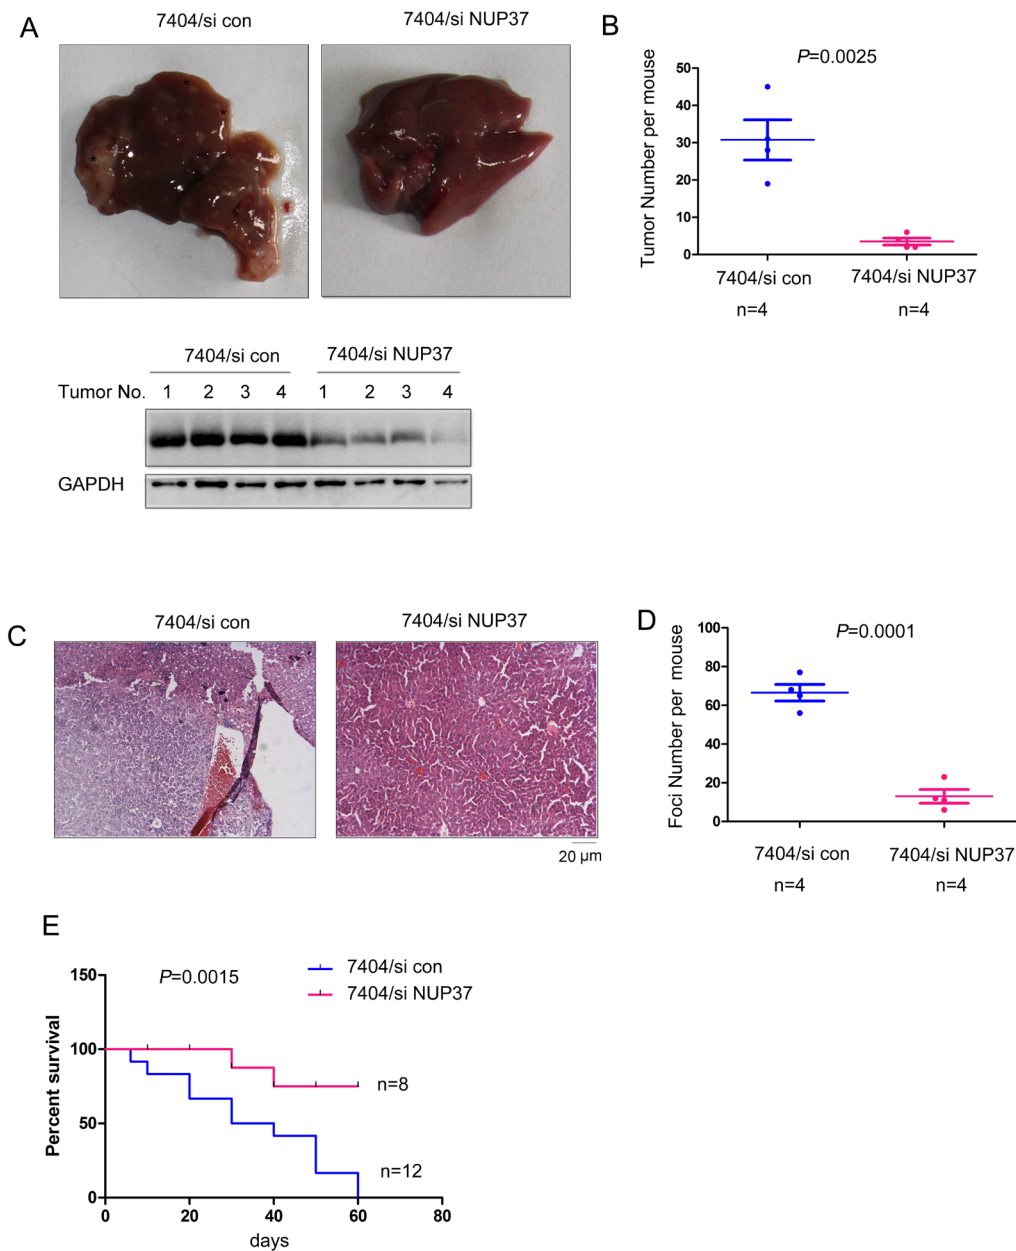 A
7404/si con
7404/si NUP37
7404/si con
7404/si NUP37
Tumor No.
1
2
3
4
1
2
3
4
GAPDH
B
P=0.0025
Tumor Number per mouse
50
40
30
20
10
0
7404/si con
7404/si NUP37
n=4
n=4
C
7404/si con
7404/si NUP37
20 μm
D
P=0.0001
Foci Number per mouse
100
80
60
40
20
0
7404/si con
7404/si NUP37
n=4
n=4
E
P=0.0015
7404/si con
7404/si NUP37
Percent survival
150
100
50
0
n=8
n=12
0
20
40
60
80
days